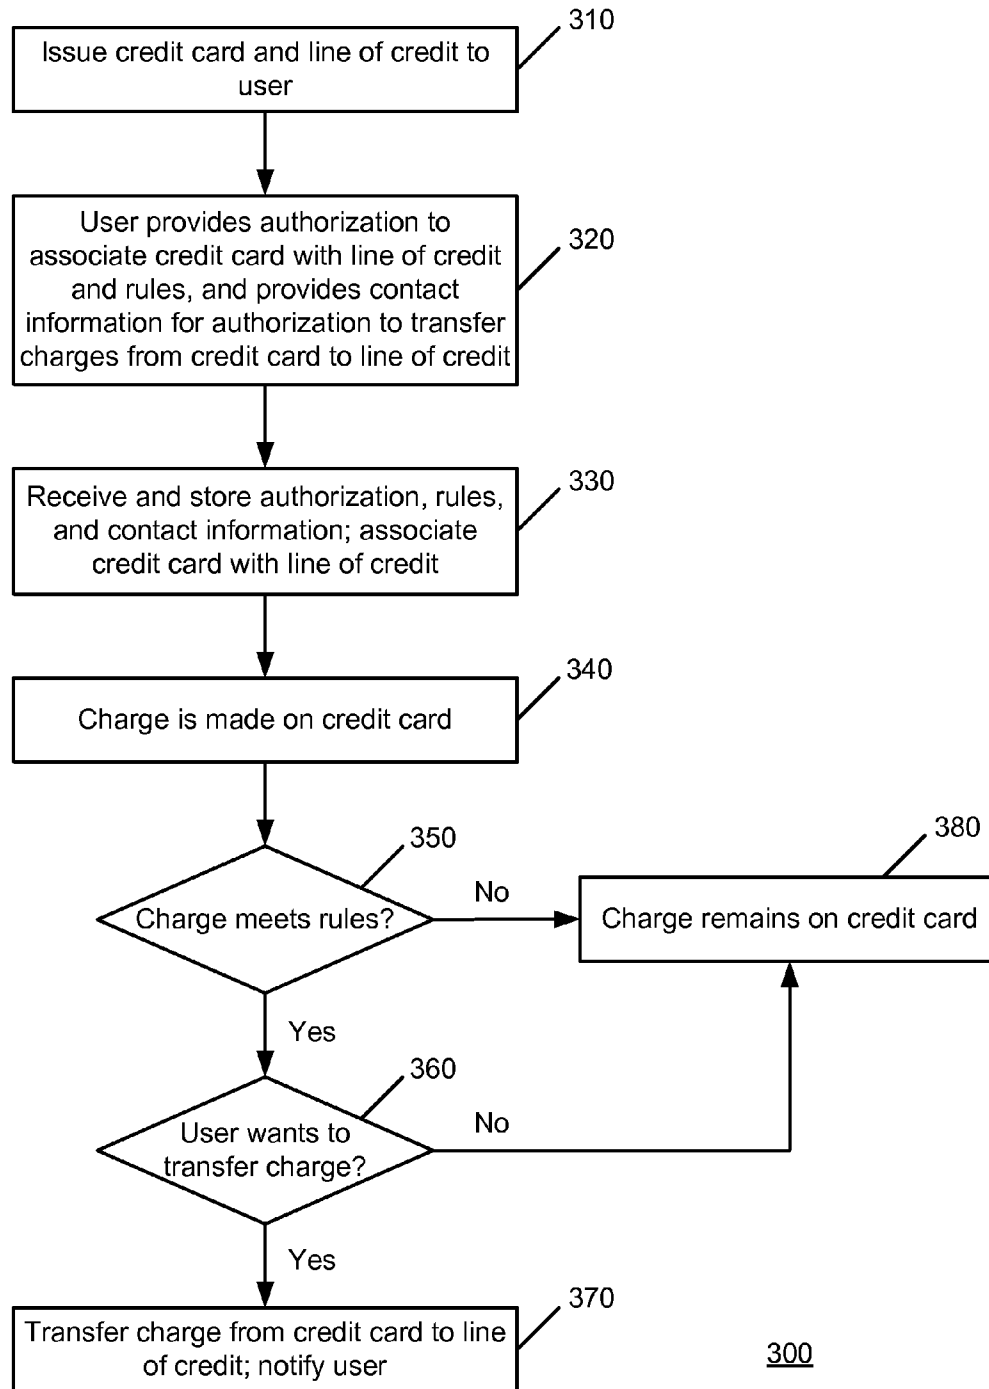 310
Issue credit card and line of credit to
user
320
User provides authorization to
associate credit card with line of credit
and rules, and provides contact
information for authorization to transfer
charges from credit card to line of credit
330
Receive and store authorization, rules,
and contact information; associate
credit card with line of credit
340
Charge is made on credit card
350
Charge meets rules?
No
380
Charge remains on credit card
Yes
360
User wants to
transfer charge?
No
Yes
370
Transfer charge from credit card to line
of credit; notify user
300